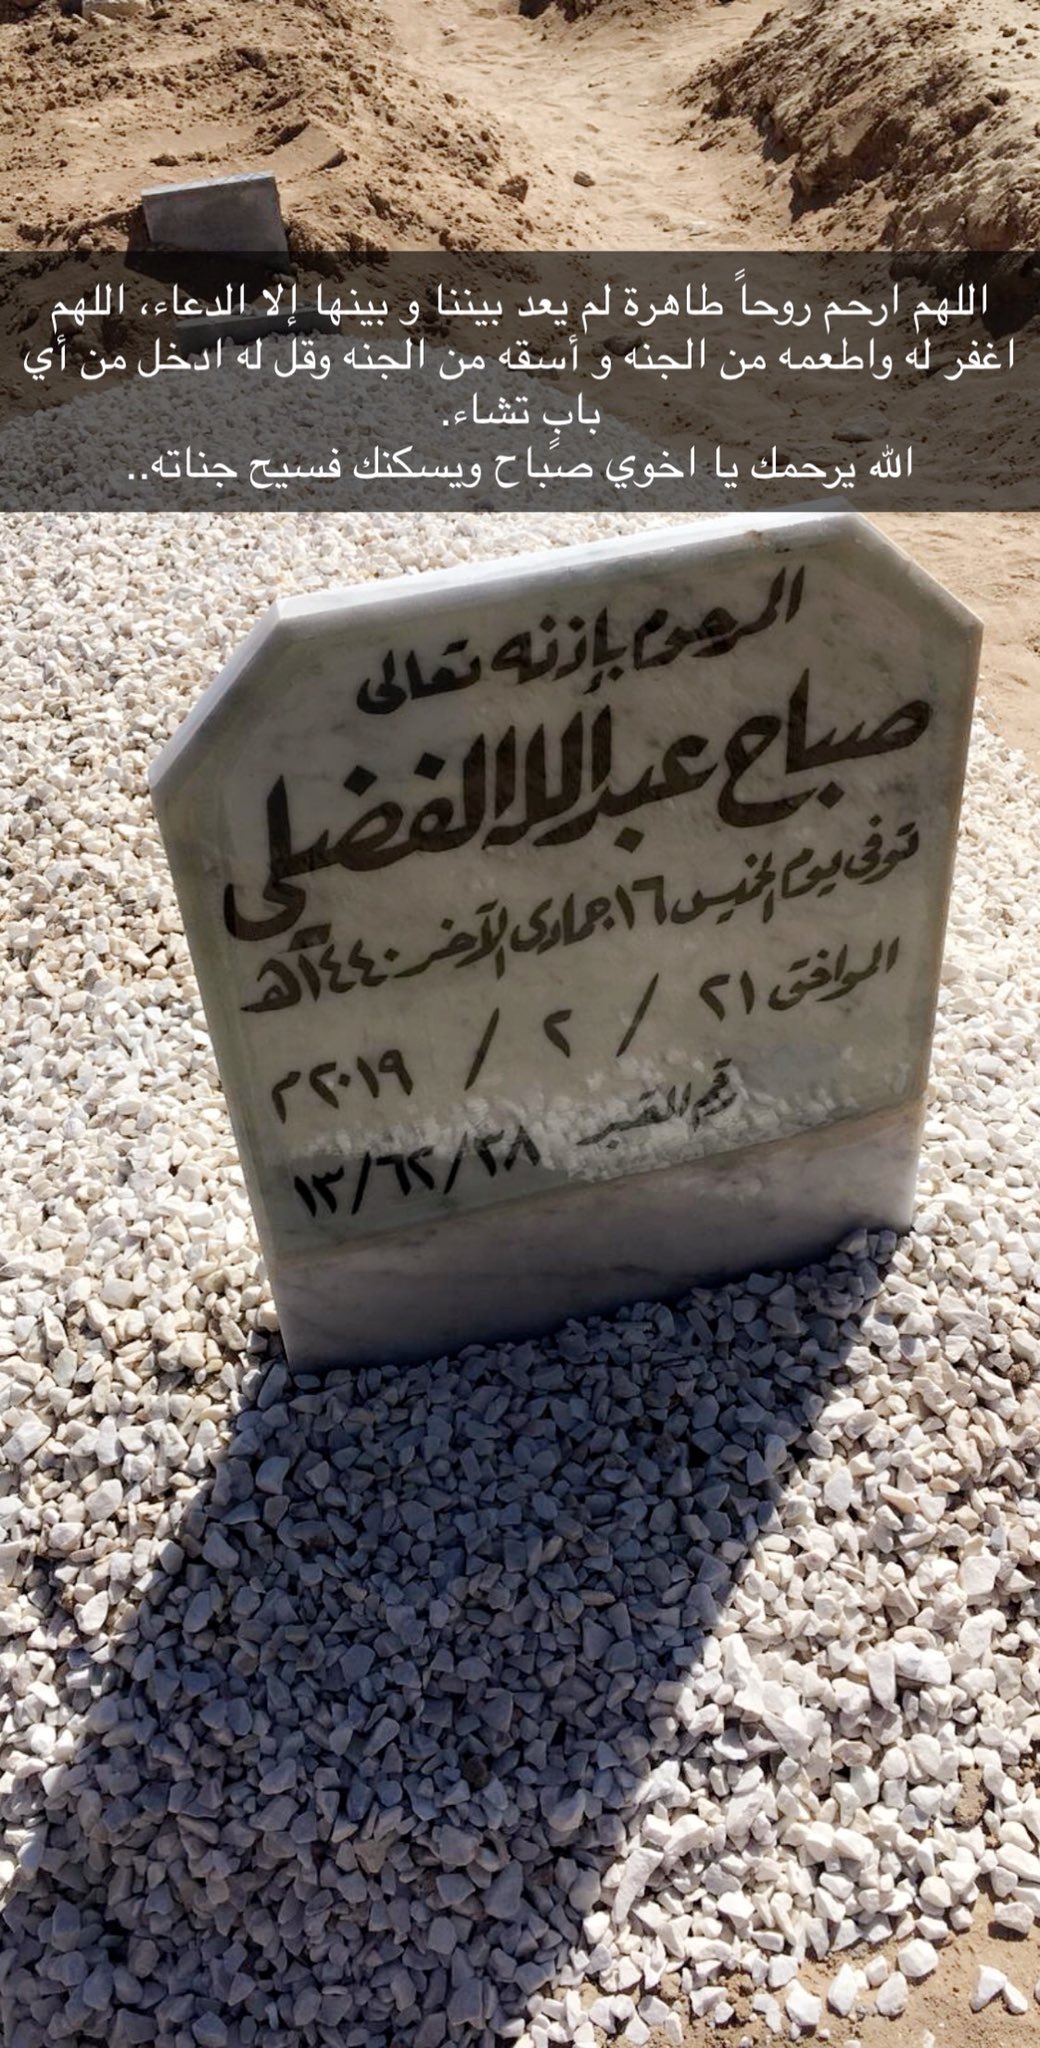 اللهم ارحم روحاً طاهرة لم يعد بيننا و بينها إلا الدعاء، اللهم
اغفر له واطعمه من الجنه و أسقه من الجنه وقل له ادخل من أي
بابٍ تشاء.
الله يرحمك يا اخوي صباح ويسكنك فسيح جناته..
المرحوم بإذنه تعالى
صباح عبدالله الفضلي
توفى يوم الخميس ١٦ جمادى الآخر ١٤٤٠هـ
الموافق ٢١ / ٢ / ٢٠١٩م
رقم القبر ١٣/٦٢/٢٨